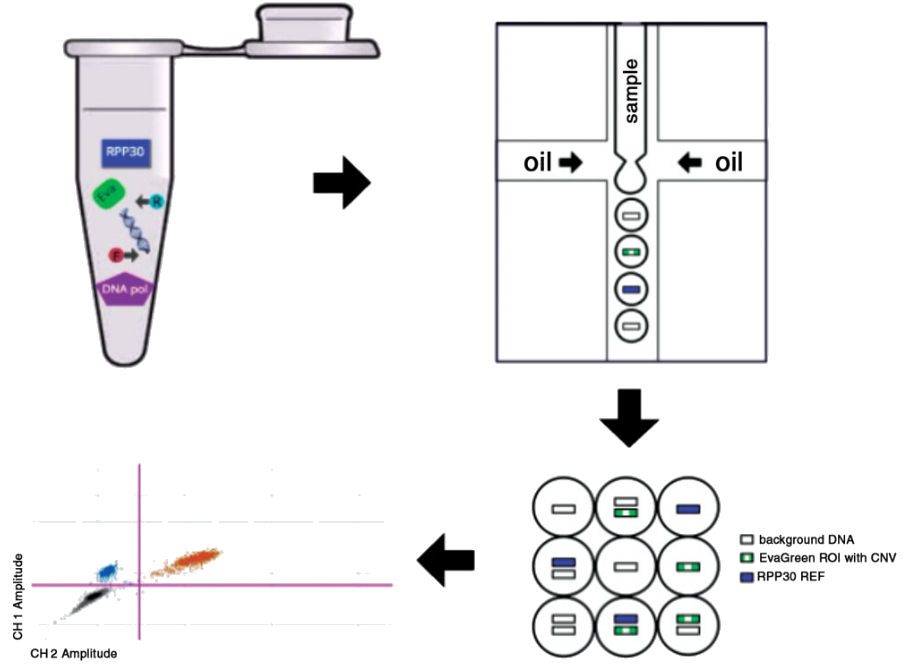 RPP30
Eva
R
F
DNA pol
sample
oil
oil
background DNA
EvaGreen ROI with CNV
RPP30 REF
CH 1 Amplitude
CH 2 Amplitude